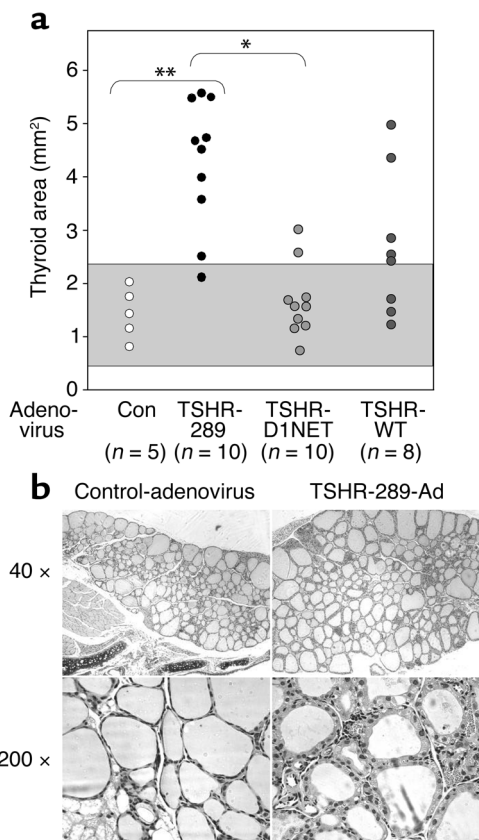 a
**
*
6
5
4
3
2
1
0
Thyroid area (mm²)
Adeno-
virus
Con
(n = 5)
TSHR-
289
(n = 10)
TSHR-
D1NET
(n = 10)
TSHR-
WT
(n = 8)
b
Control-adenovirus
TSHR-289-Ad
40 ×
200 ×